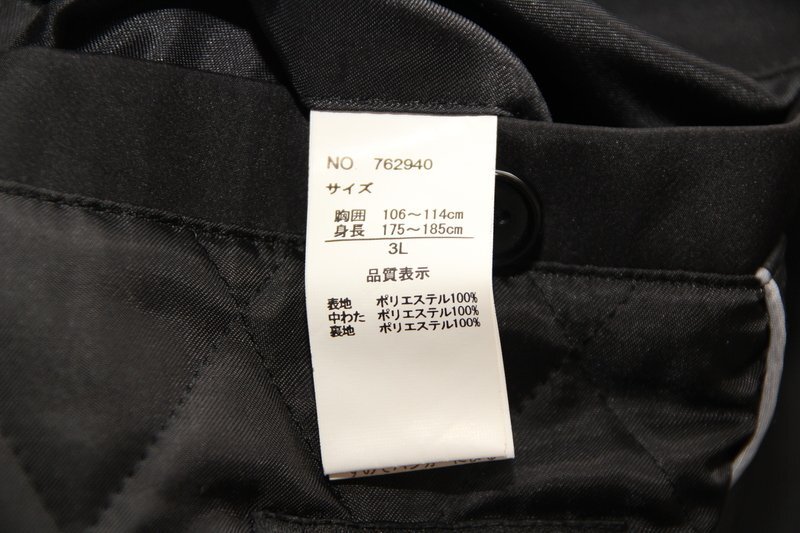 NO 762940
サイズ
胸囲 106～114cm
身長 175～185cm
3L
品質表示
表地 ポリエステル100%
中わた ポリエステル100%
裏地 ポリエステル100%